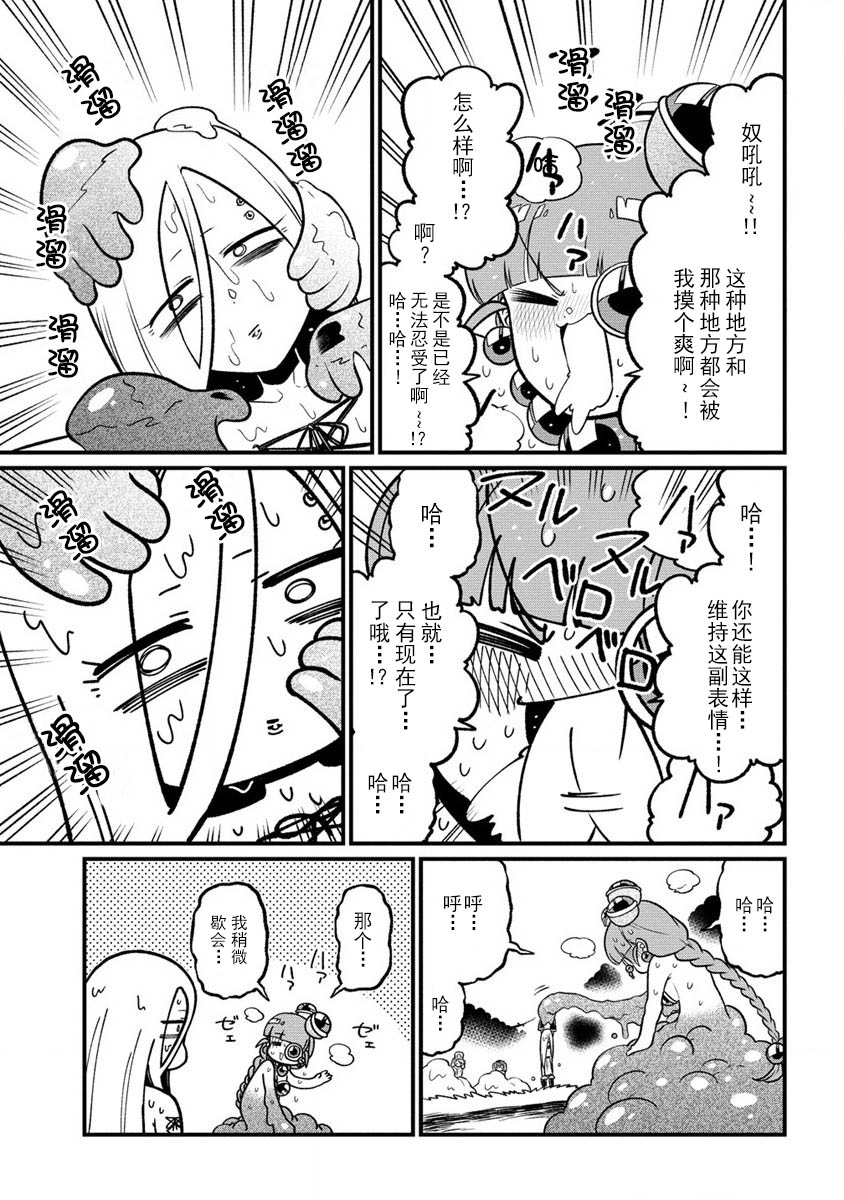 奴吼吼
~~!!
这种地方和
那种地方都会被
我摸个爽啊~!
怎么样啊…!?
啊?
是不是已经
无法忍受了啊~~!?
哈…哈…!
滑溜
滑溜
滑溜
滑溜溜
滑溜
滑溜
哈…!
你还能这样…
维持这副表情…!
ハァ
ヌル
ヌル
ベロベロ
哈…
也就…
只有现在了…
了哦…!?
哈…
哈…
滑溜
滑溜
滑溜
哈…
哈…
呼…
呼…
哈…
那个…
我稍微
歇会…
ハァ
ハァ
ゼェ
ゼェ